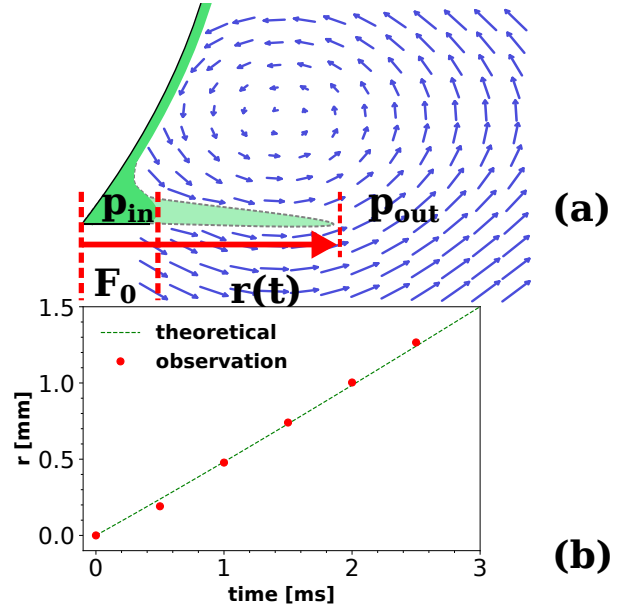 p_in
p_out
(a)
F_0
r(t)
1.5
theoretical
observation
1.0
r [mm]
0.5
0.0
0 1 2 3
time [ms]
(b)